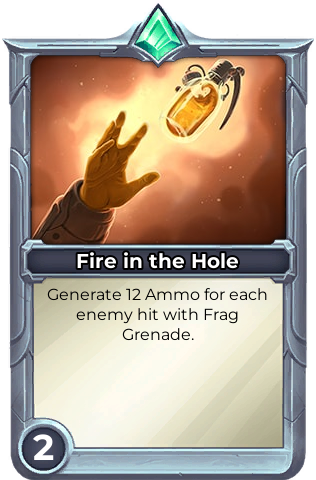 Fire in the Hole
Generate 12 Ammo for each
enemy hit with Frag
Grenade.
2